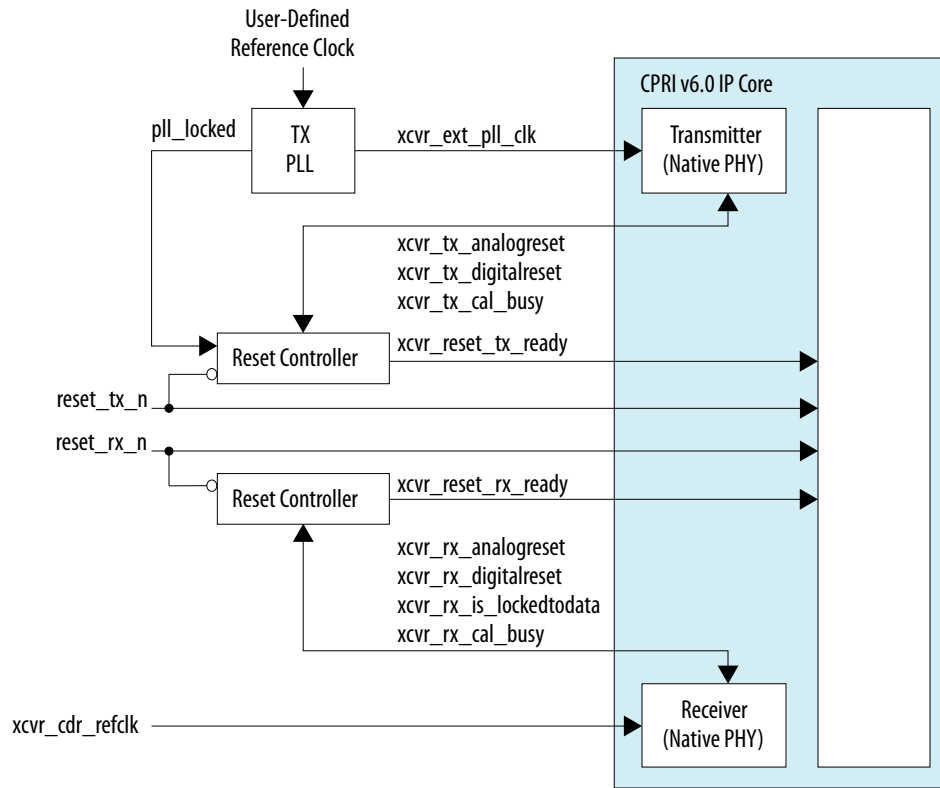 User-Defined
Reference Clock
CPRI v6.0 IP Core
pll_locked
TX
PLL
xcvr_ext_pll_clk
Transmitter
(Native PHY)
xcvr_tx_analogreset
xcvr_tx_digitalreset
xcvr_tx_cal_busy
Reset Controller
xcvr_reset_tx_ready
reset_tx_n
reset_rx_n
Reset Controller
xcvr_reset_rx_ready
xcvr_rx_analogreset
xcvr_rx_digitalreset
xcvr_rx_is_lockedtodata
xcvr_rx_cal_busy
xcvr_cdr_refclk
Receiver
(Native PHY)